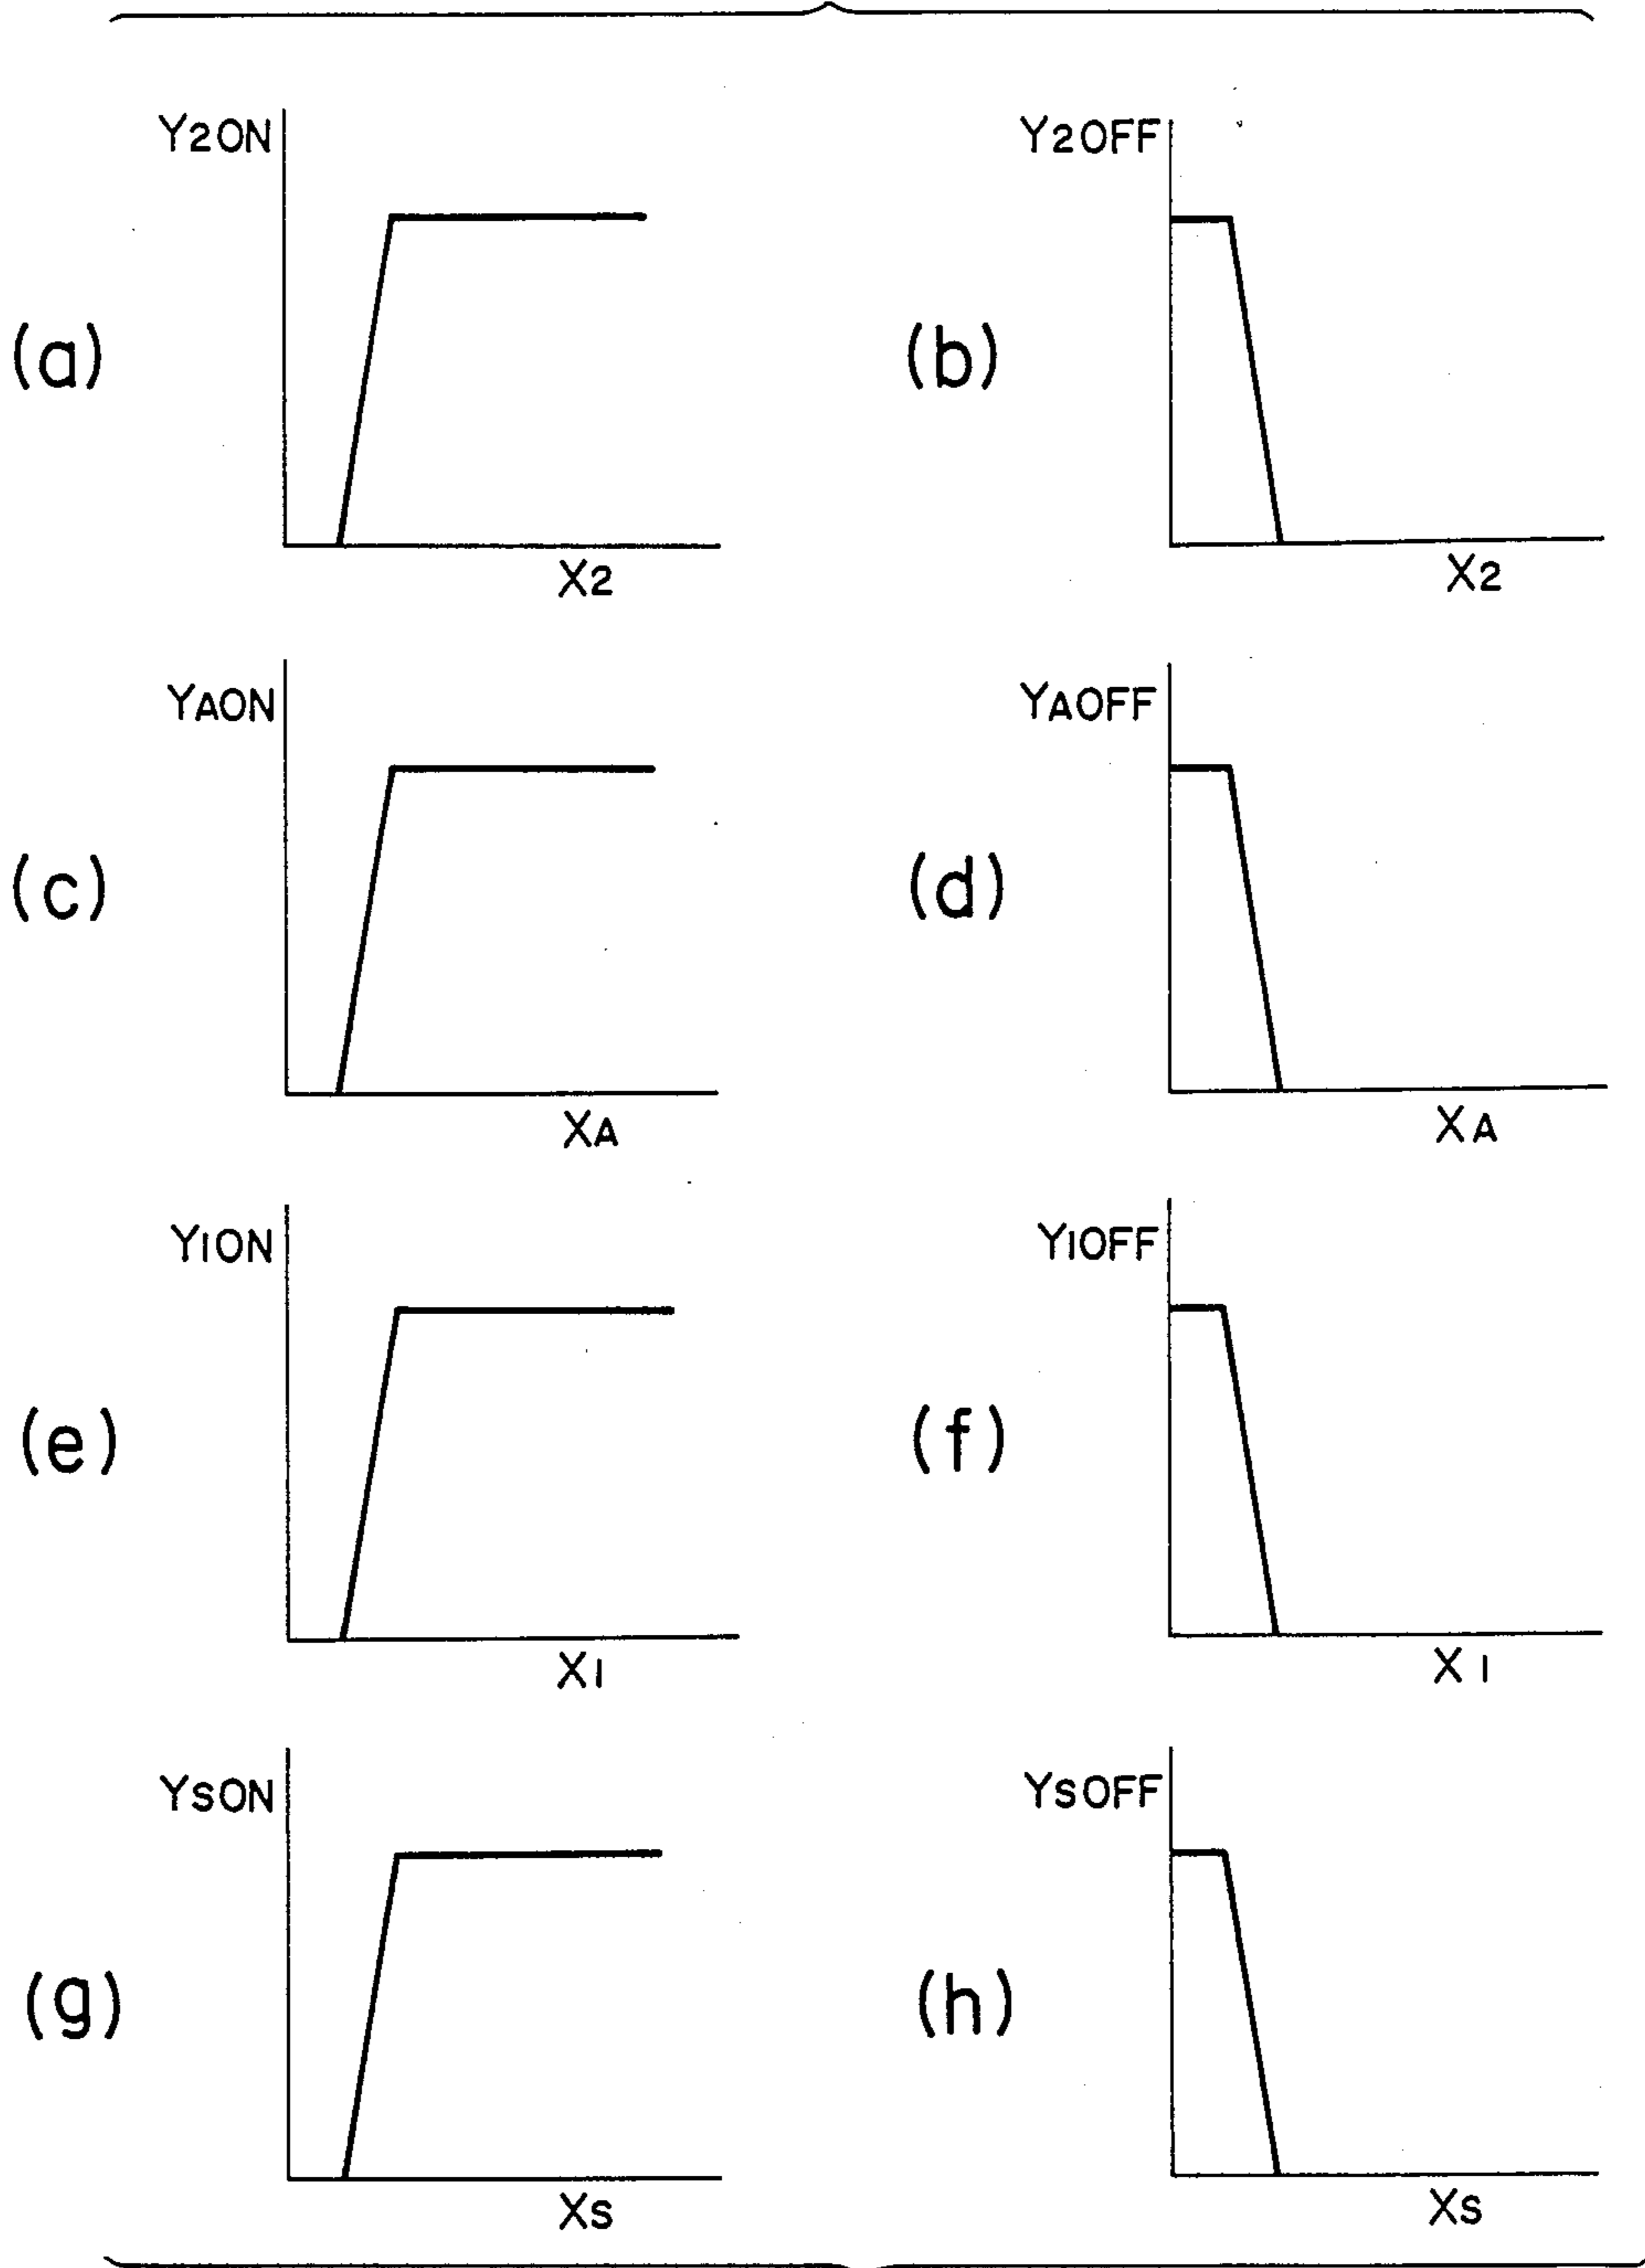 Y2ON
Y2OFF
(a)
(b)
X2
X2
YAON
YAOFF
(c)
(d)
XA
XA
Y1ON
Y1OFF
(e)
(f)
X1
X1
YSON
YSOFF
(g)
(h)
XS
XS